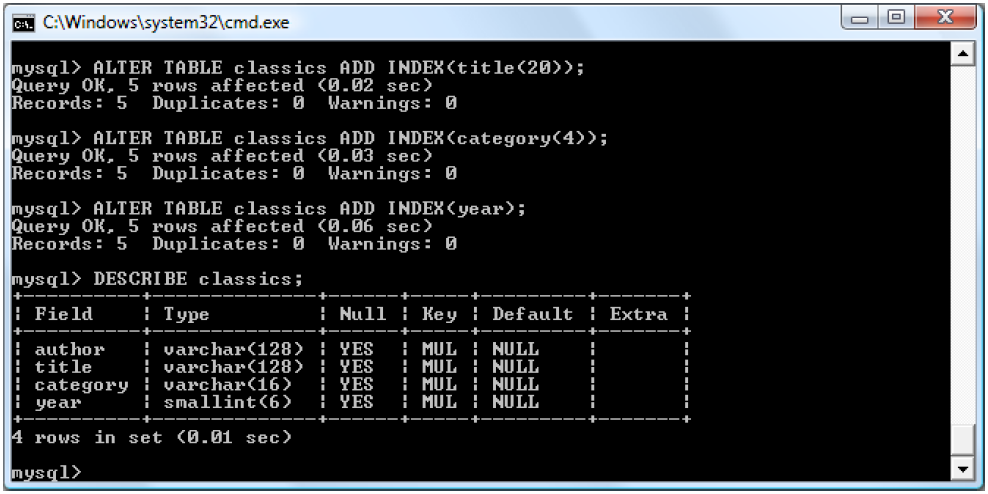 C:\Windows\system32\cmd.exe
mysql> ALTER TABLE classics ADD INDEX(title(20));
Query OK, 5 rows affected (0.02 sec)
Records: 5  Duplicates: 0  Warnings: 0
mysql> ALTER TABLE classics ADD INDEX(category(4));
Query OK, 5 rows affected (0.03 sec)
Records: 5  Duplicates: 0  Warnings: 0
mysql> ALTER TABLE classics ADD INDEX(year);
Query OK, 5 rows affected (0.06 sec)
Records: 5  Duplicates: 0  Warnings: 0
mysql> DESCRIBE classics;
+----------+--------------+------+-----+---------+-------+
| Field    | Type         | Null | Key | Default | Extra |
+----------+--------------+------+-----+---------+-------+
| author   | varchar(128) | YES  | MUL | NULL    |       |
| title    | varchar(128) | YES  | MUL | NULL    |       |
| category | varchar(16)  | YES  | MUL | NULL    |       |
| year     | smallint(6)  | YES  | MUL | NULL    |       |
+----------+--------------+------+-----+---------+-------+
4 rows in set (0.01 sec)
mysql>